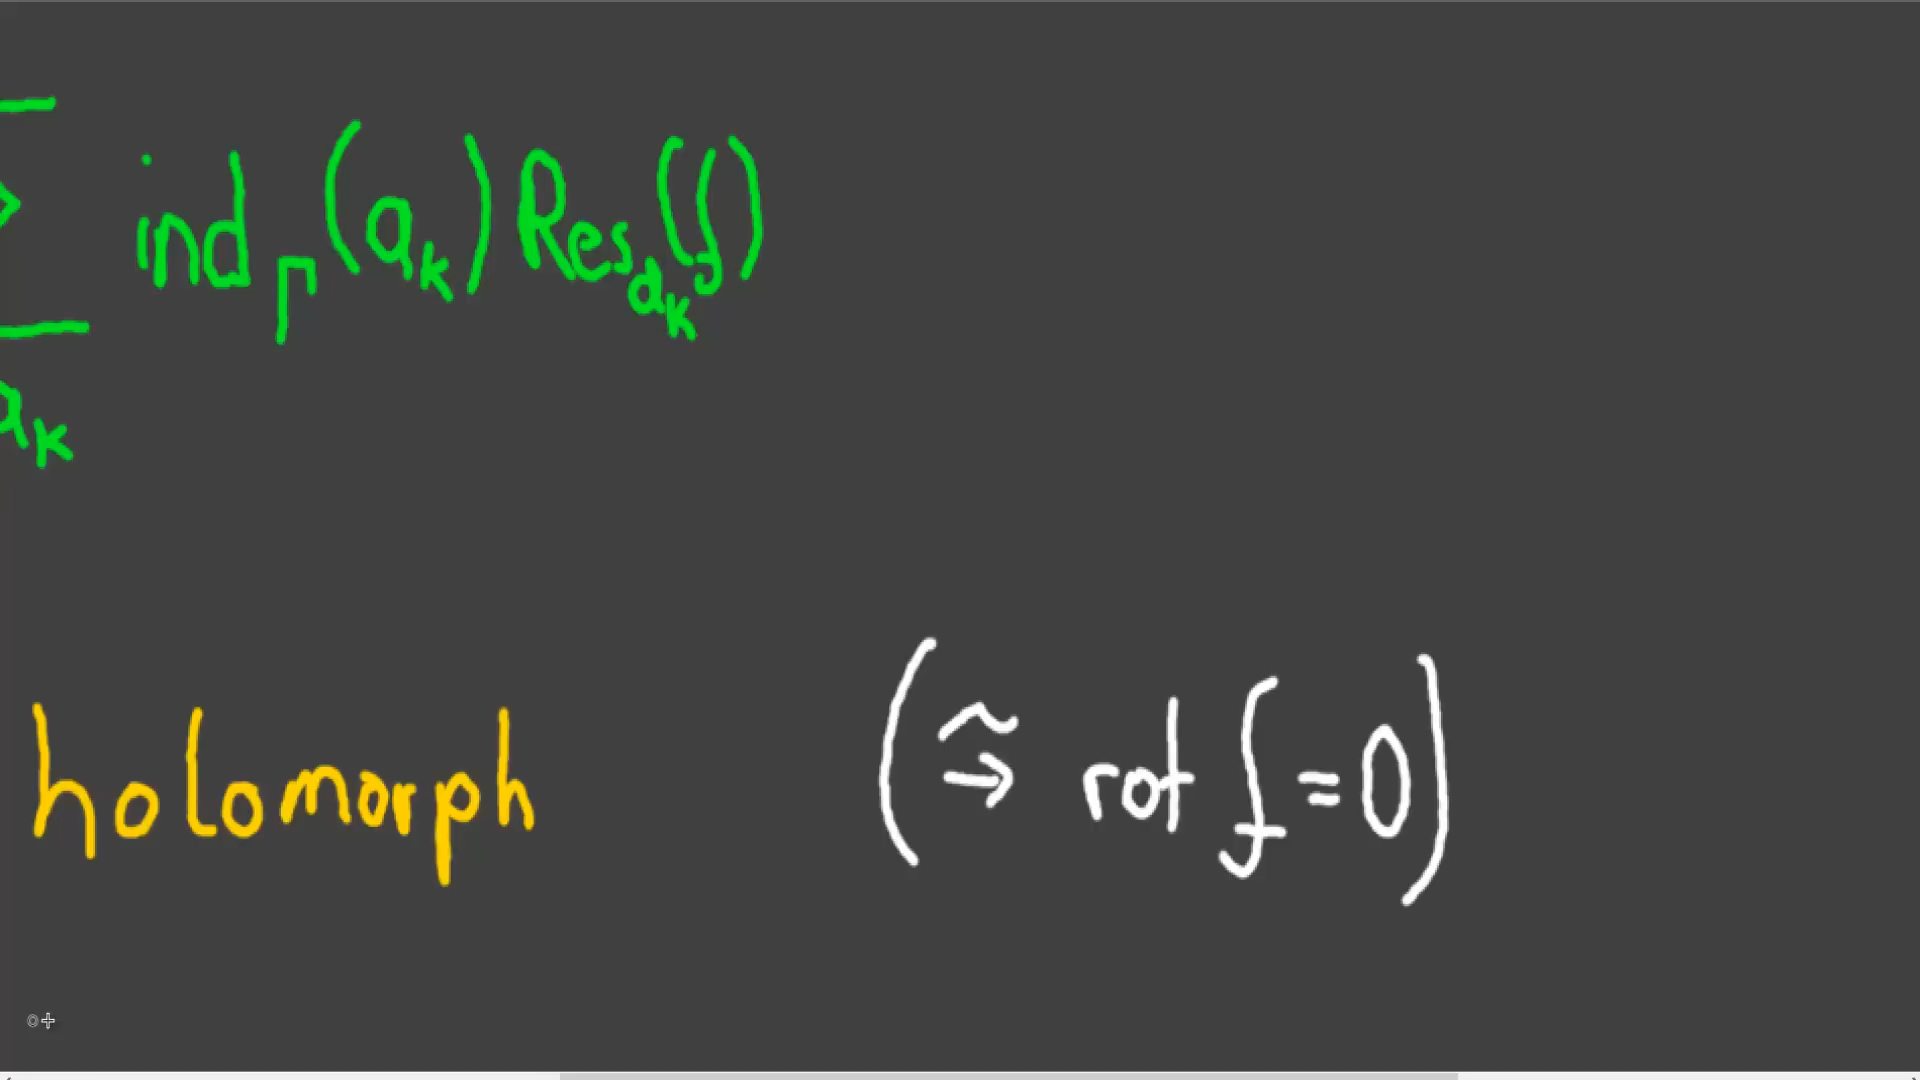 ∑ ind_Γ(a_k) Res_{a_k}(f)
a_k
holomorph (⇝ rot f = 0)